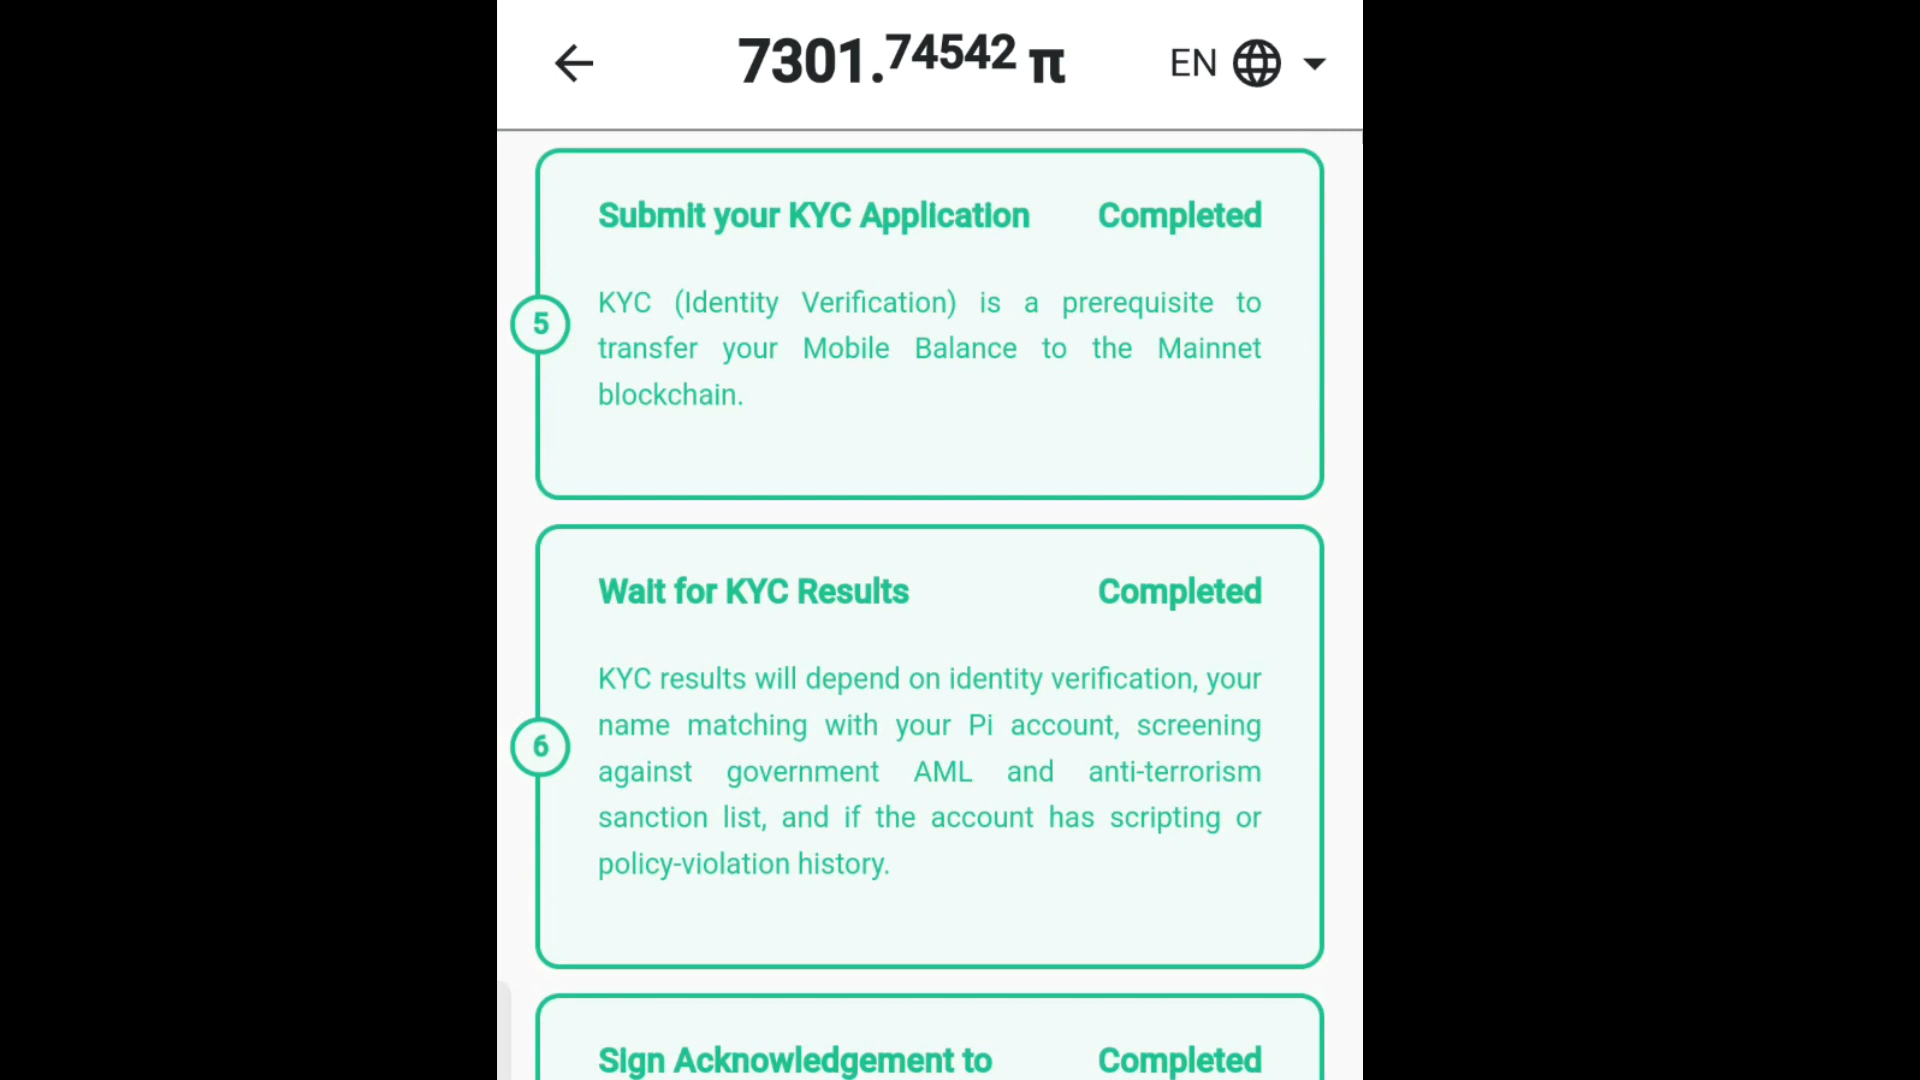 7301.74542 π EN
Submit your KYC Application Completed
5
KYC (Identity Verification) is a prerequisite to
transfer your Mobile Balance to the Mainnet
blockchain.
Wait for KYC Results Completed
6
KYC results will depend on identity verification, your
name matching with your Pi account, screening
against government AML and anti-terrorism
sanction list, and if the account has scripting or
policy-violation history.
Sign Acknowledgement to Completed